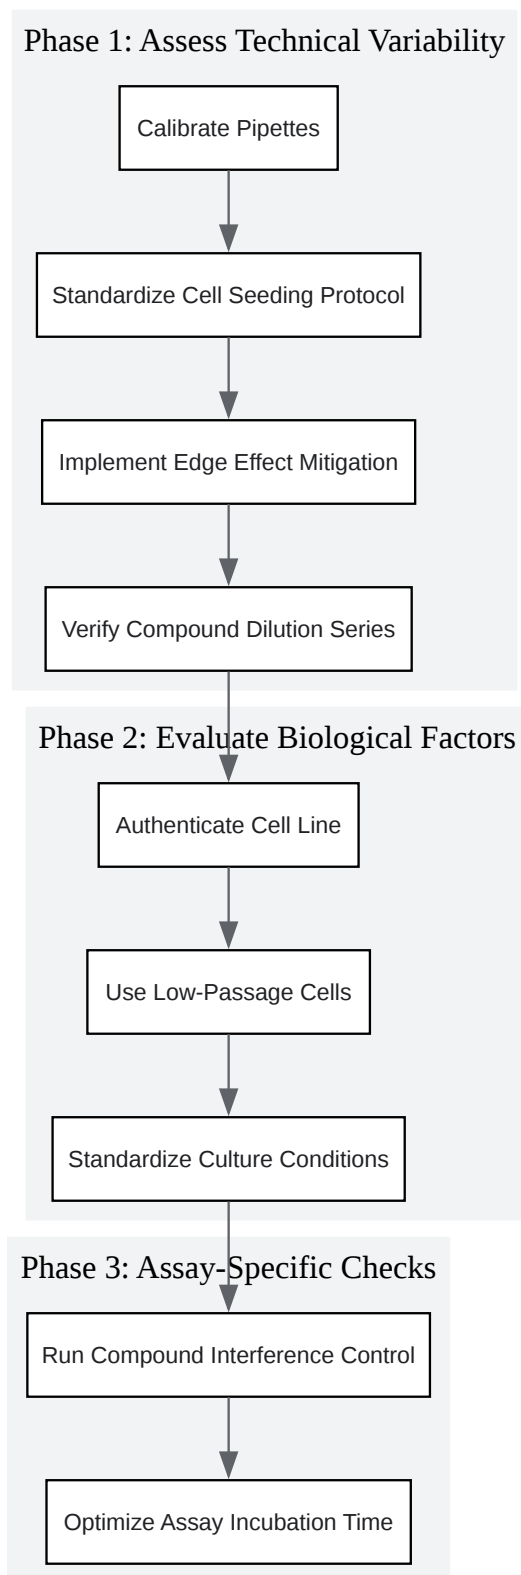 Phase 1: Assess Technical Variability
Calibrate Pipettes
Standardize Cell Seeding Protocol
Implement Edge Effect Mitigation
Verify Compound Dilution Series
Phase 2: Evaluate Biological Factors
Authenticate Cell Line
Use Low-Passage Cells
Standardize Culture Conditions
Phase 3: Assay-Specific Checks
Run Compound Interference Control
Optimize Assay Incubation Time